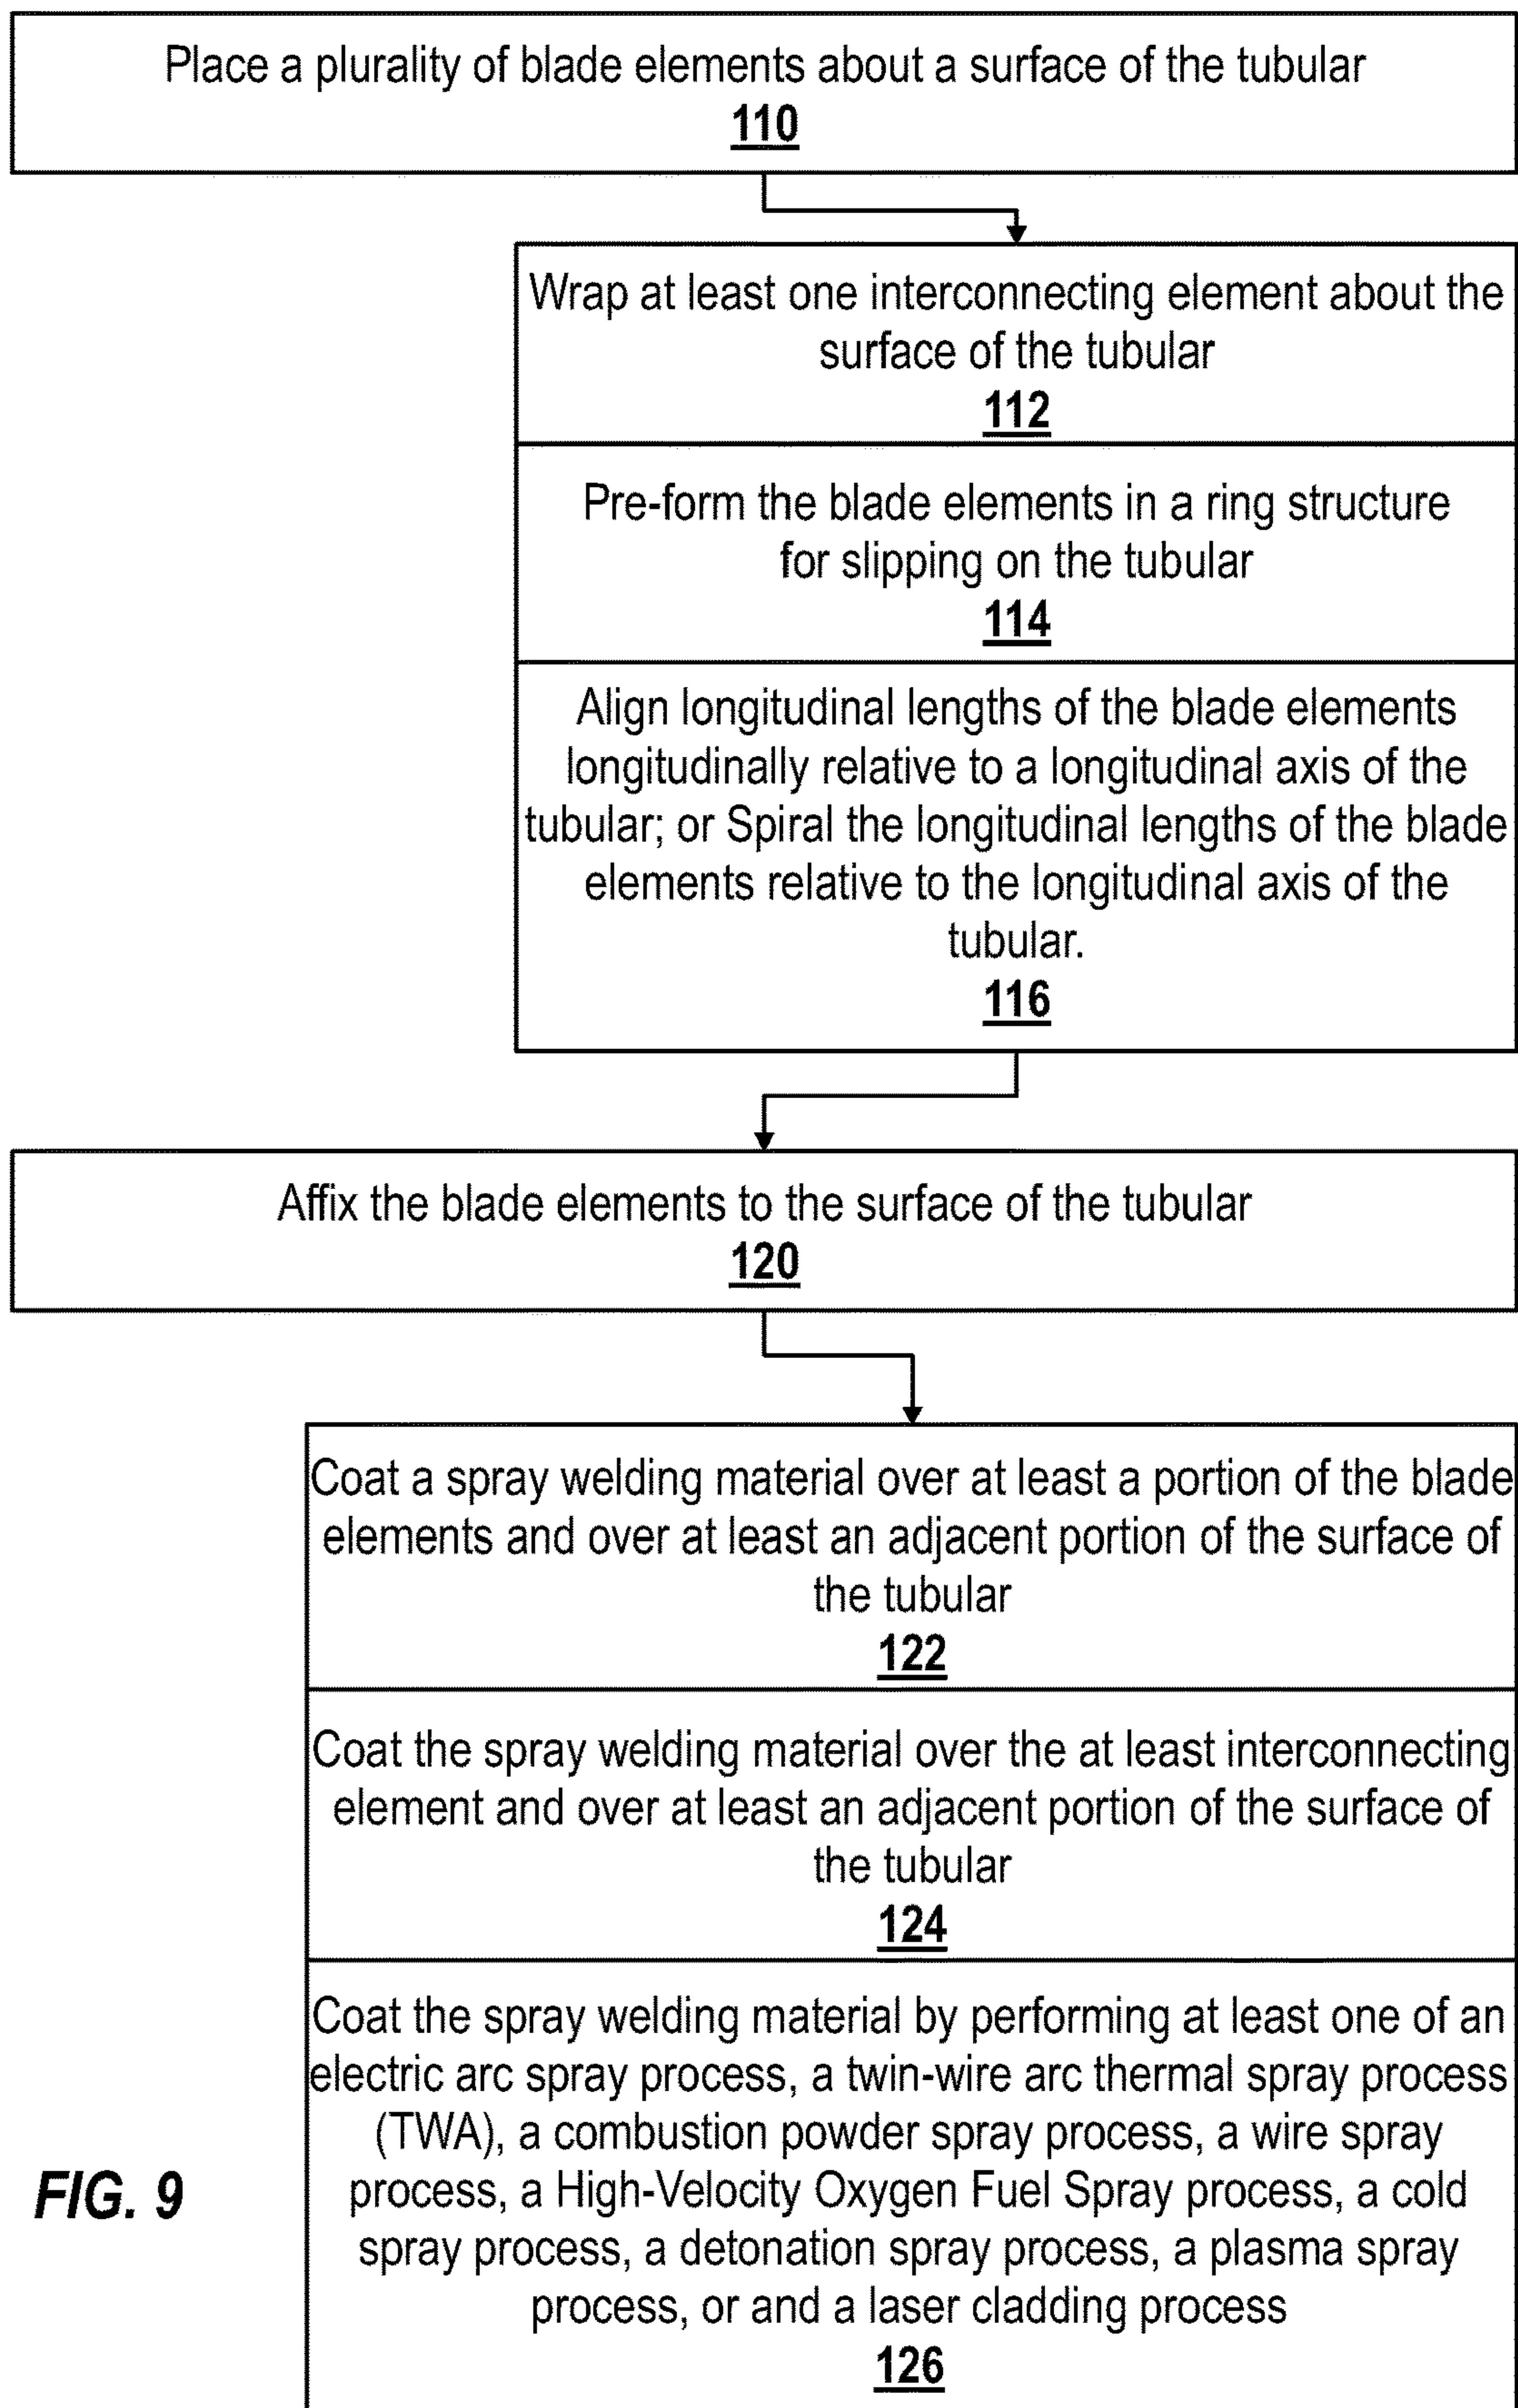 Place a plurality of blade elements about a surface of the tubular
110
Wrap at least one interconnecting element about the
surface of the tubular
112
Pre-form the blade elements in a ring structure
for slipping on the tubular
114
Align longitudinal lengths of the blade elements
longitudinally relative to a longitudinal axis of the
tubular; or Spiral the longitudinal lengths of the blade
elements relative to the longitudinal axis of the
tubular.
116
Affix the blade elements to the surface of the tubular
120
Coat a spray welding material over at least a portion of the blade
elements and over at least an adjacent portion of the surface of
the tubular
122
Coat the spray welding material over the at least interconnecting
element and over at least an adjacent portion of the surface of
the tubular
124
Coat the spray welding material by performing at least one of an
electric arc spray process, a twin-wire arc thermal spray process
(TWA), a combustion powder spray process, a wire spray
process, a High-Velocity Oxygen Fuel Spray process, a cold
spray process, a detonation spray process, a plasma spray
process, or and a laser cladding process
126
FIG. 9